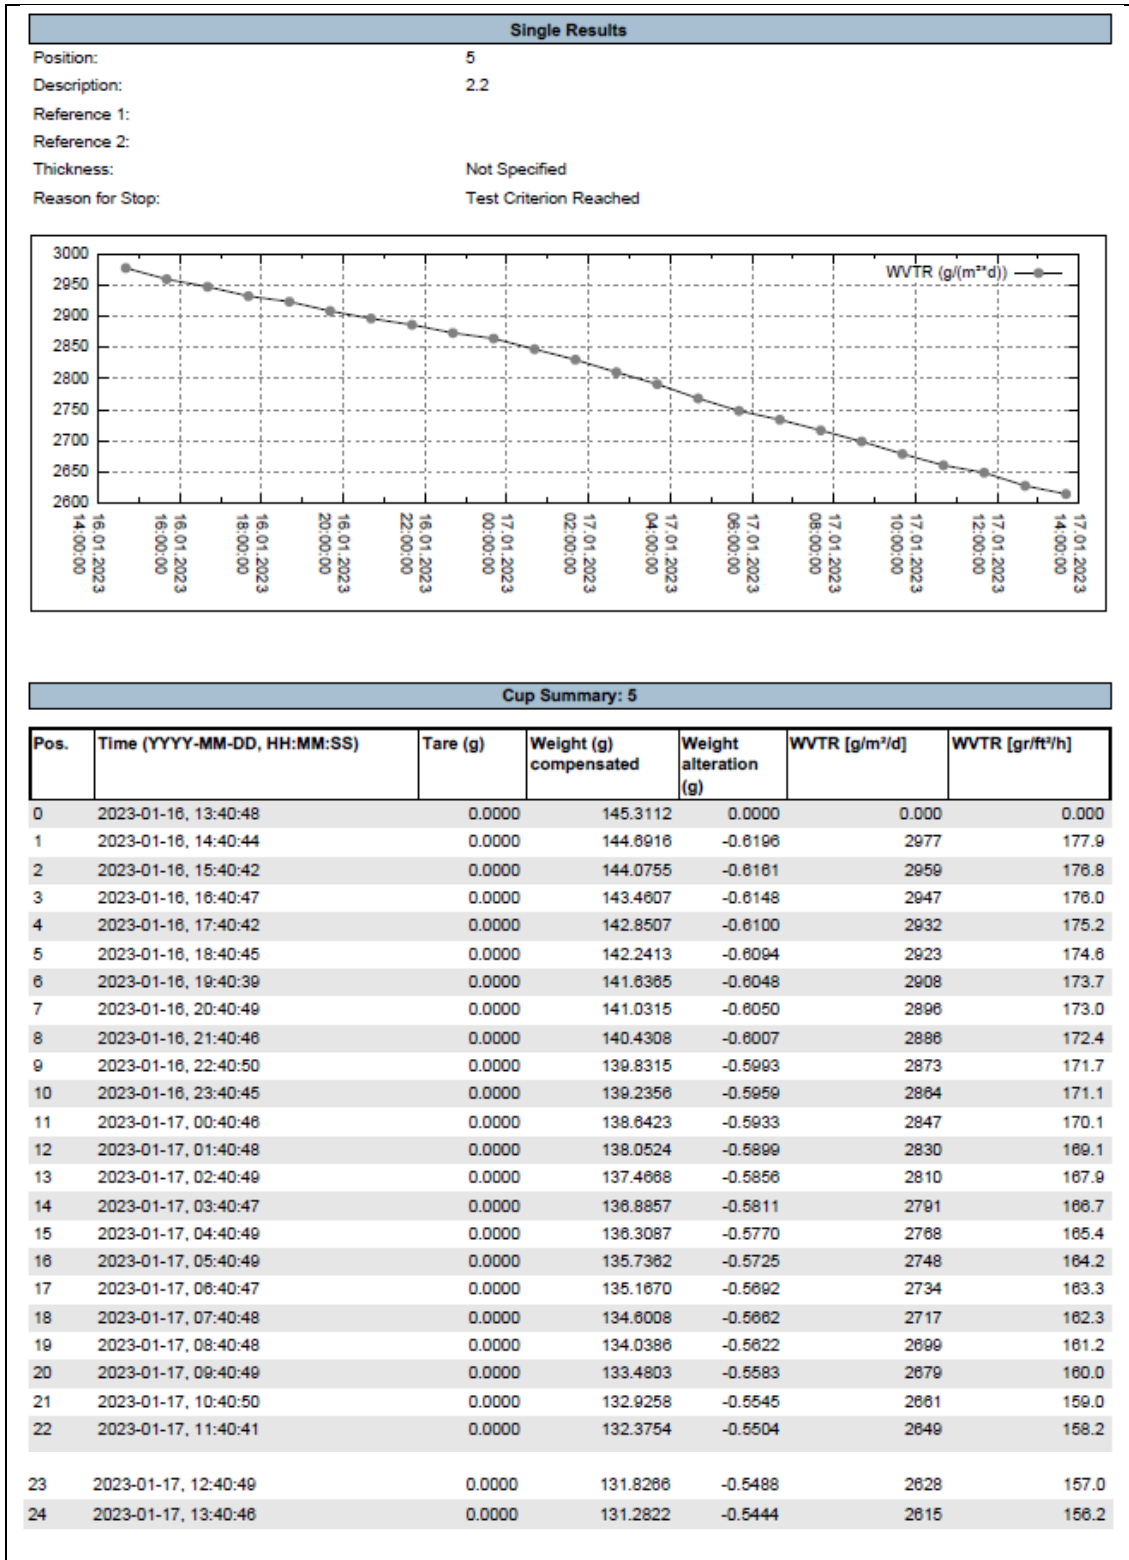 Single Results
Position: 5
Description: 2.2
Reference 1:
Reference 2:
Thickness: Not Specified
Reason for Stop: Test Criterion Reached
WVTR (g/(m²*d))
3000
2950
2900
2850
2800
2750
2700
2650
2600
16.01.2023 14:00:00
16.01.2023 16:00:00
16.01.2023 18:00:00
16.01.2023 20:00:00
16.01.2023 22:00:00
17.01.2023 00:00:00
17.01.2023 02:00:00
17.01.2023 04:00:00
17.01.2023 06:00:00
17.01.2023 08:00:00
17.01.2023 10:00:00
17.01.2023 12:00:00
17.01.2023 14:00:00
Cup Summary: 5
Pos. Time (YYYY-MM-DD, HH:MM:SS) Tare (g) Weight (g) compensated Weight alteration (g) WVTR [g/m²/d] WVTR [gr/ft²/h]
0 2023-01-16, 13:40:48 0.0000 145.3112 0.0000 0.000 0.000
1 2023-01-16, 14:40:44 0.0000 144.6916 -0.6196 2977 177.9
2 2023-01-16, 15:40:42 0.0000 144.0755 -0.6161 2959 176.8
3 2023-01-16, 16:40:47 0.0000 143.4607 -0.6148 2947 176.0
4 2023-01-16, 17:40:42 0.0000 142.8507 -0.6100 2932 175.2
5 2023-01-16, 18:40:45 0.0000 142.2413 -0.6094 2923 174.6
6 2023-01-16, 19:40:39 0.0000 141.6365 -0.6048 2908 173.7
7 2023-01-16, 20:40:49 0.0000 141.0315 -0.6050 2896 173.0
8 2023-01-16, 21:40:46 0.0000 140.4308 -0.6007 2886 172.4
9 2023-01-16, 22:40:50 0.0000 139.8315 -0.5993 2873 171.7
10 2023-01-16, 23:40:45 0.0000 139.2356 -0.5959 2864 171.1
11 2023-01-17, 00:40:46 0.0000 138.6423 -0.5933 2847 170.1
12 2023-01-17, 01:40:48 0.0000 138.0524 -0.5899 2830 169.1
13 2023-01-17, 02:40:49 0.0000 137.4668 -0.5856 2810 167.9
14 2023-01-17, 03:40:47 0.0000 136.8857 -0.5811 2791 166.7
15 2023-01-17, 04:40:49 0.0000 136.3087 -0.5770 2768 165.4
16 2023-01-17, 05:40:49 0.0000 135.7362 -0.5725 2748 164.2
17 2023-01-17, 06:40:47 0.0000 135.1670 -0.5692 2734 163.3
18 2023-01-17, 07:40:48 0.0000 134.6008 -0.5662 2717 162.3
19 2023-01-17, 08:40:48 0.0000 134.0386 -0.5622 2699 161.2
20 2023-01-17, 09:40:49 0.0000 133.4803 -0.5583 2679 160.0
21 2023-01-17, 10:40:50 0.0000 132.9258 -0.5545 2661 159.0
22 2023-01-17, 11:40:41 0.0000 132.3754 -0.5504 2649 158.2
23 2023-01-17, 12:40:49 0.0000 131.8266 -0.5488 2628 157.0
24 2023-01-17, 13:40:46 0.0000 131.2822 -0.5444 2615 156.2